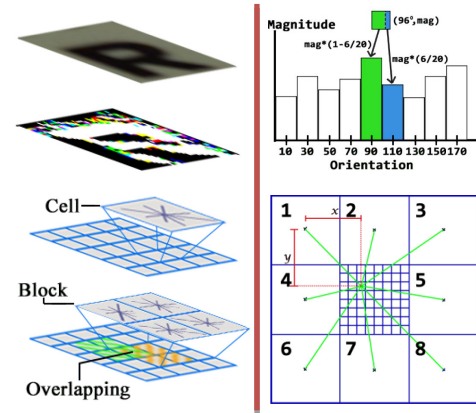 R
Cell
Block
Overlapping
Magnitude
(96°,mag)
mag*(1-6/20)
mag*(6/20)
10 30 50 70 90 110 130 150 170
Orientation
1 2 3
x
y
4 5
6 7 8